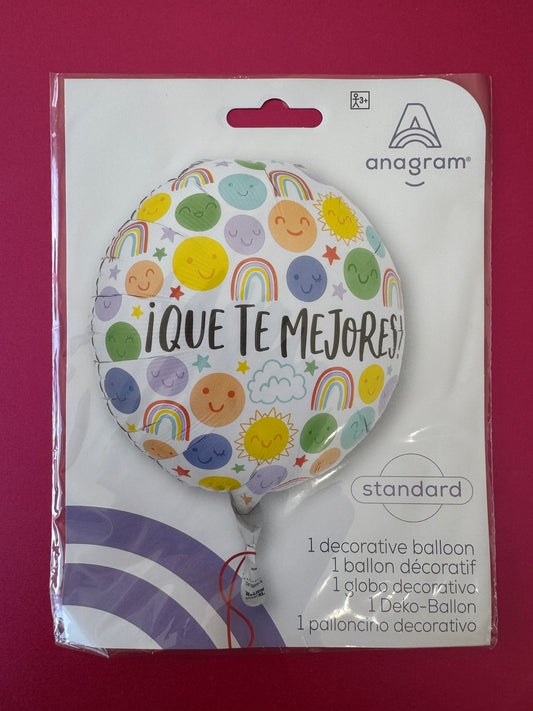 3+
anagram®
¡QUE TE MEJORES!
standard
1 decorative balloon
1 ballon décoratif
1 globo decorativo
1 Deko-Ballon
1 palloncino decorativo